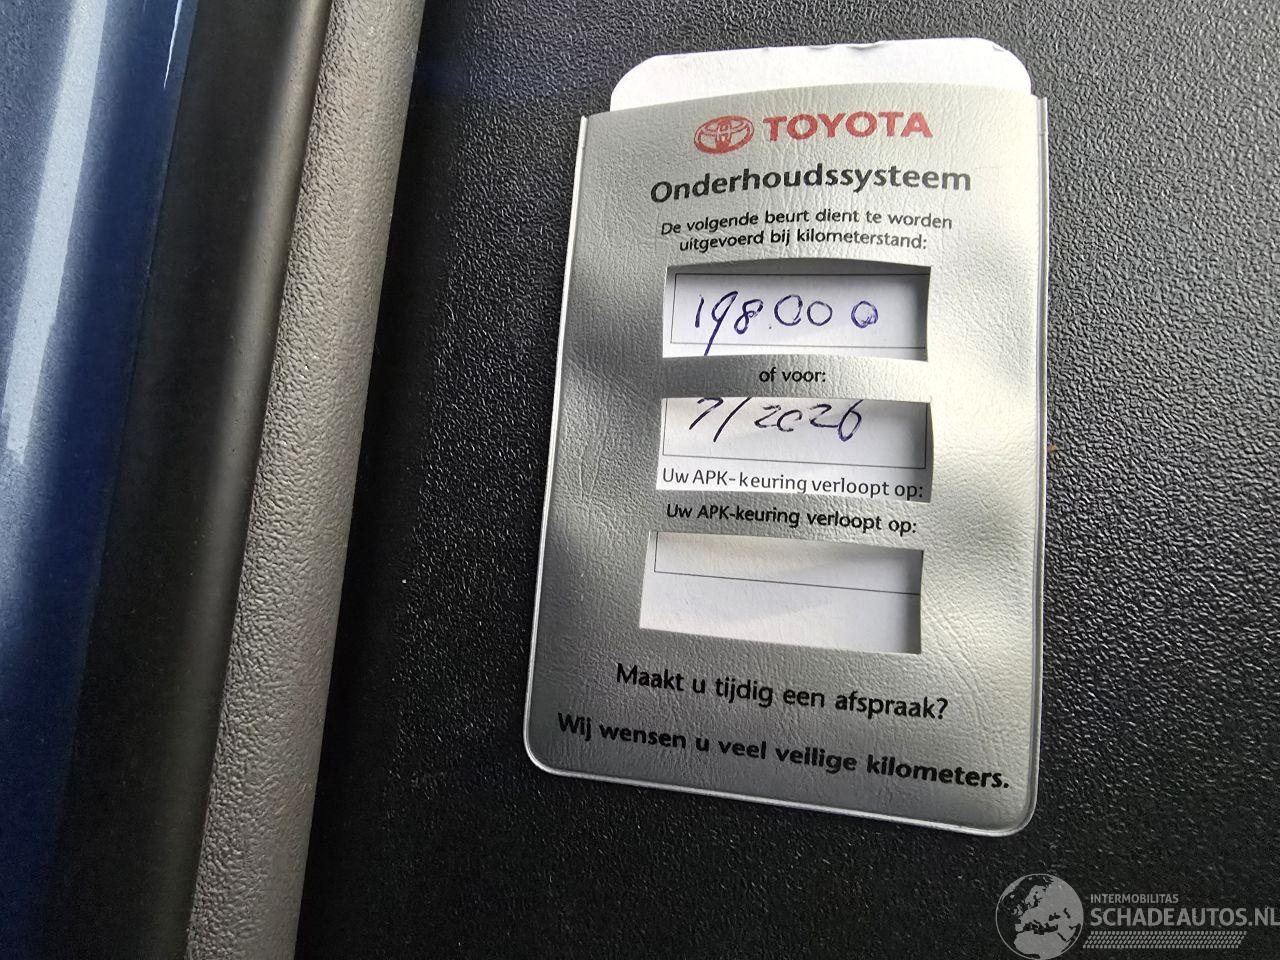 TOYOTA
Onderhoudssysteem
De volgende beurt dient te worden
uitgevoerd bij kilometerstand:
198.000
of voor:
7/2026
Uw APK-keuring verloopt op:
Uw APK-keuring verloopt op:
Maakt u tijdig een afspraak?
Wij wensen u veel veilige kilometers.
INTERMOBILITAS
SCHADEAUTOS.NL